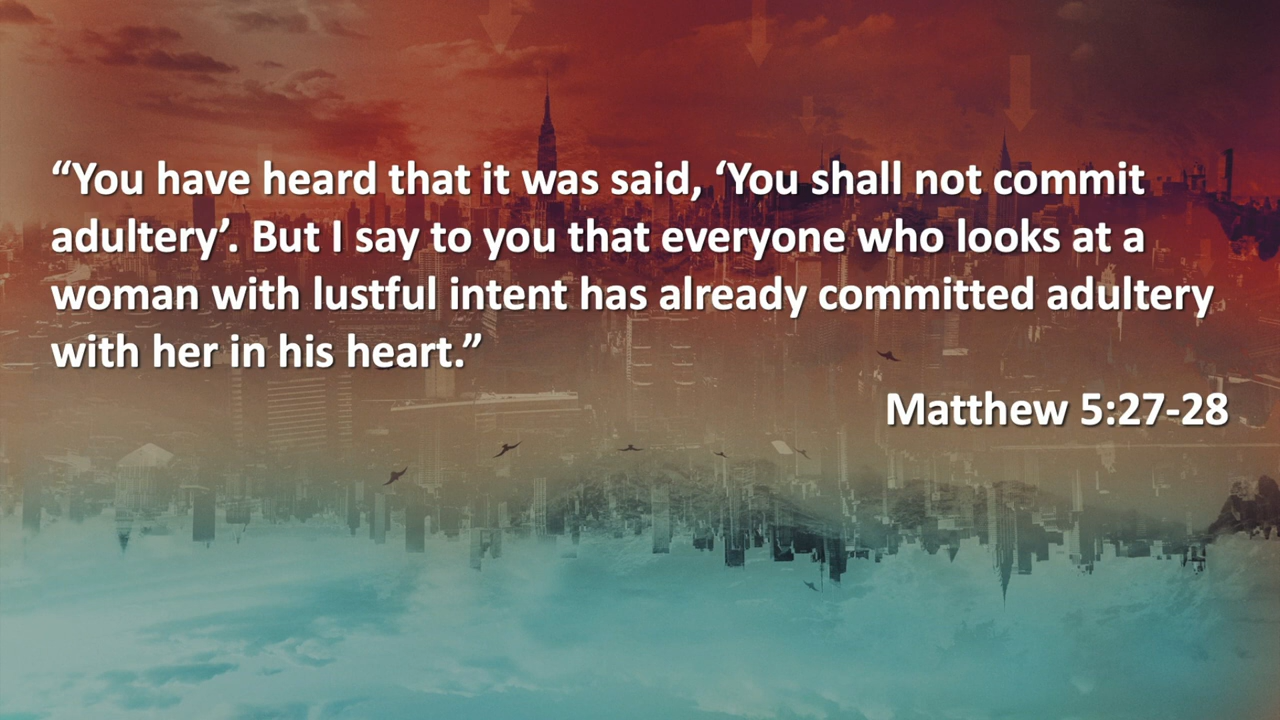 “You have heard that it was said, ‘You shall not commit
adultery’. But I say to you that everyone who looks at a
woman with lustful intent has already committed adultery
with her in his heart.”
Matthew 5:27-28